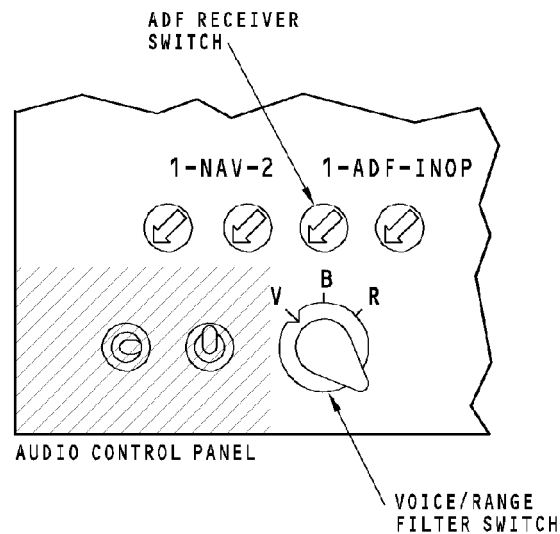 ADF RECEIVER
SWITCH
1-NAV-2 1-ADF-INOP
V B R
AUDIO CONTROL PANEL
VOICE/RANGE
FILTER SWITCH